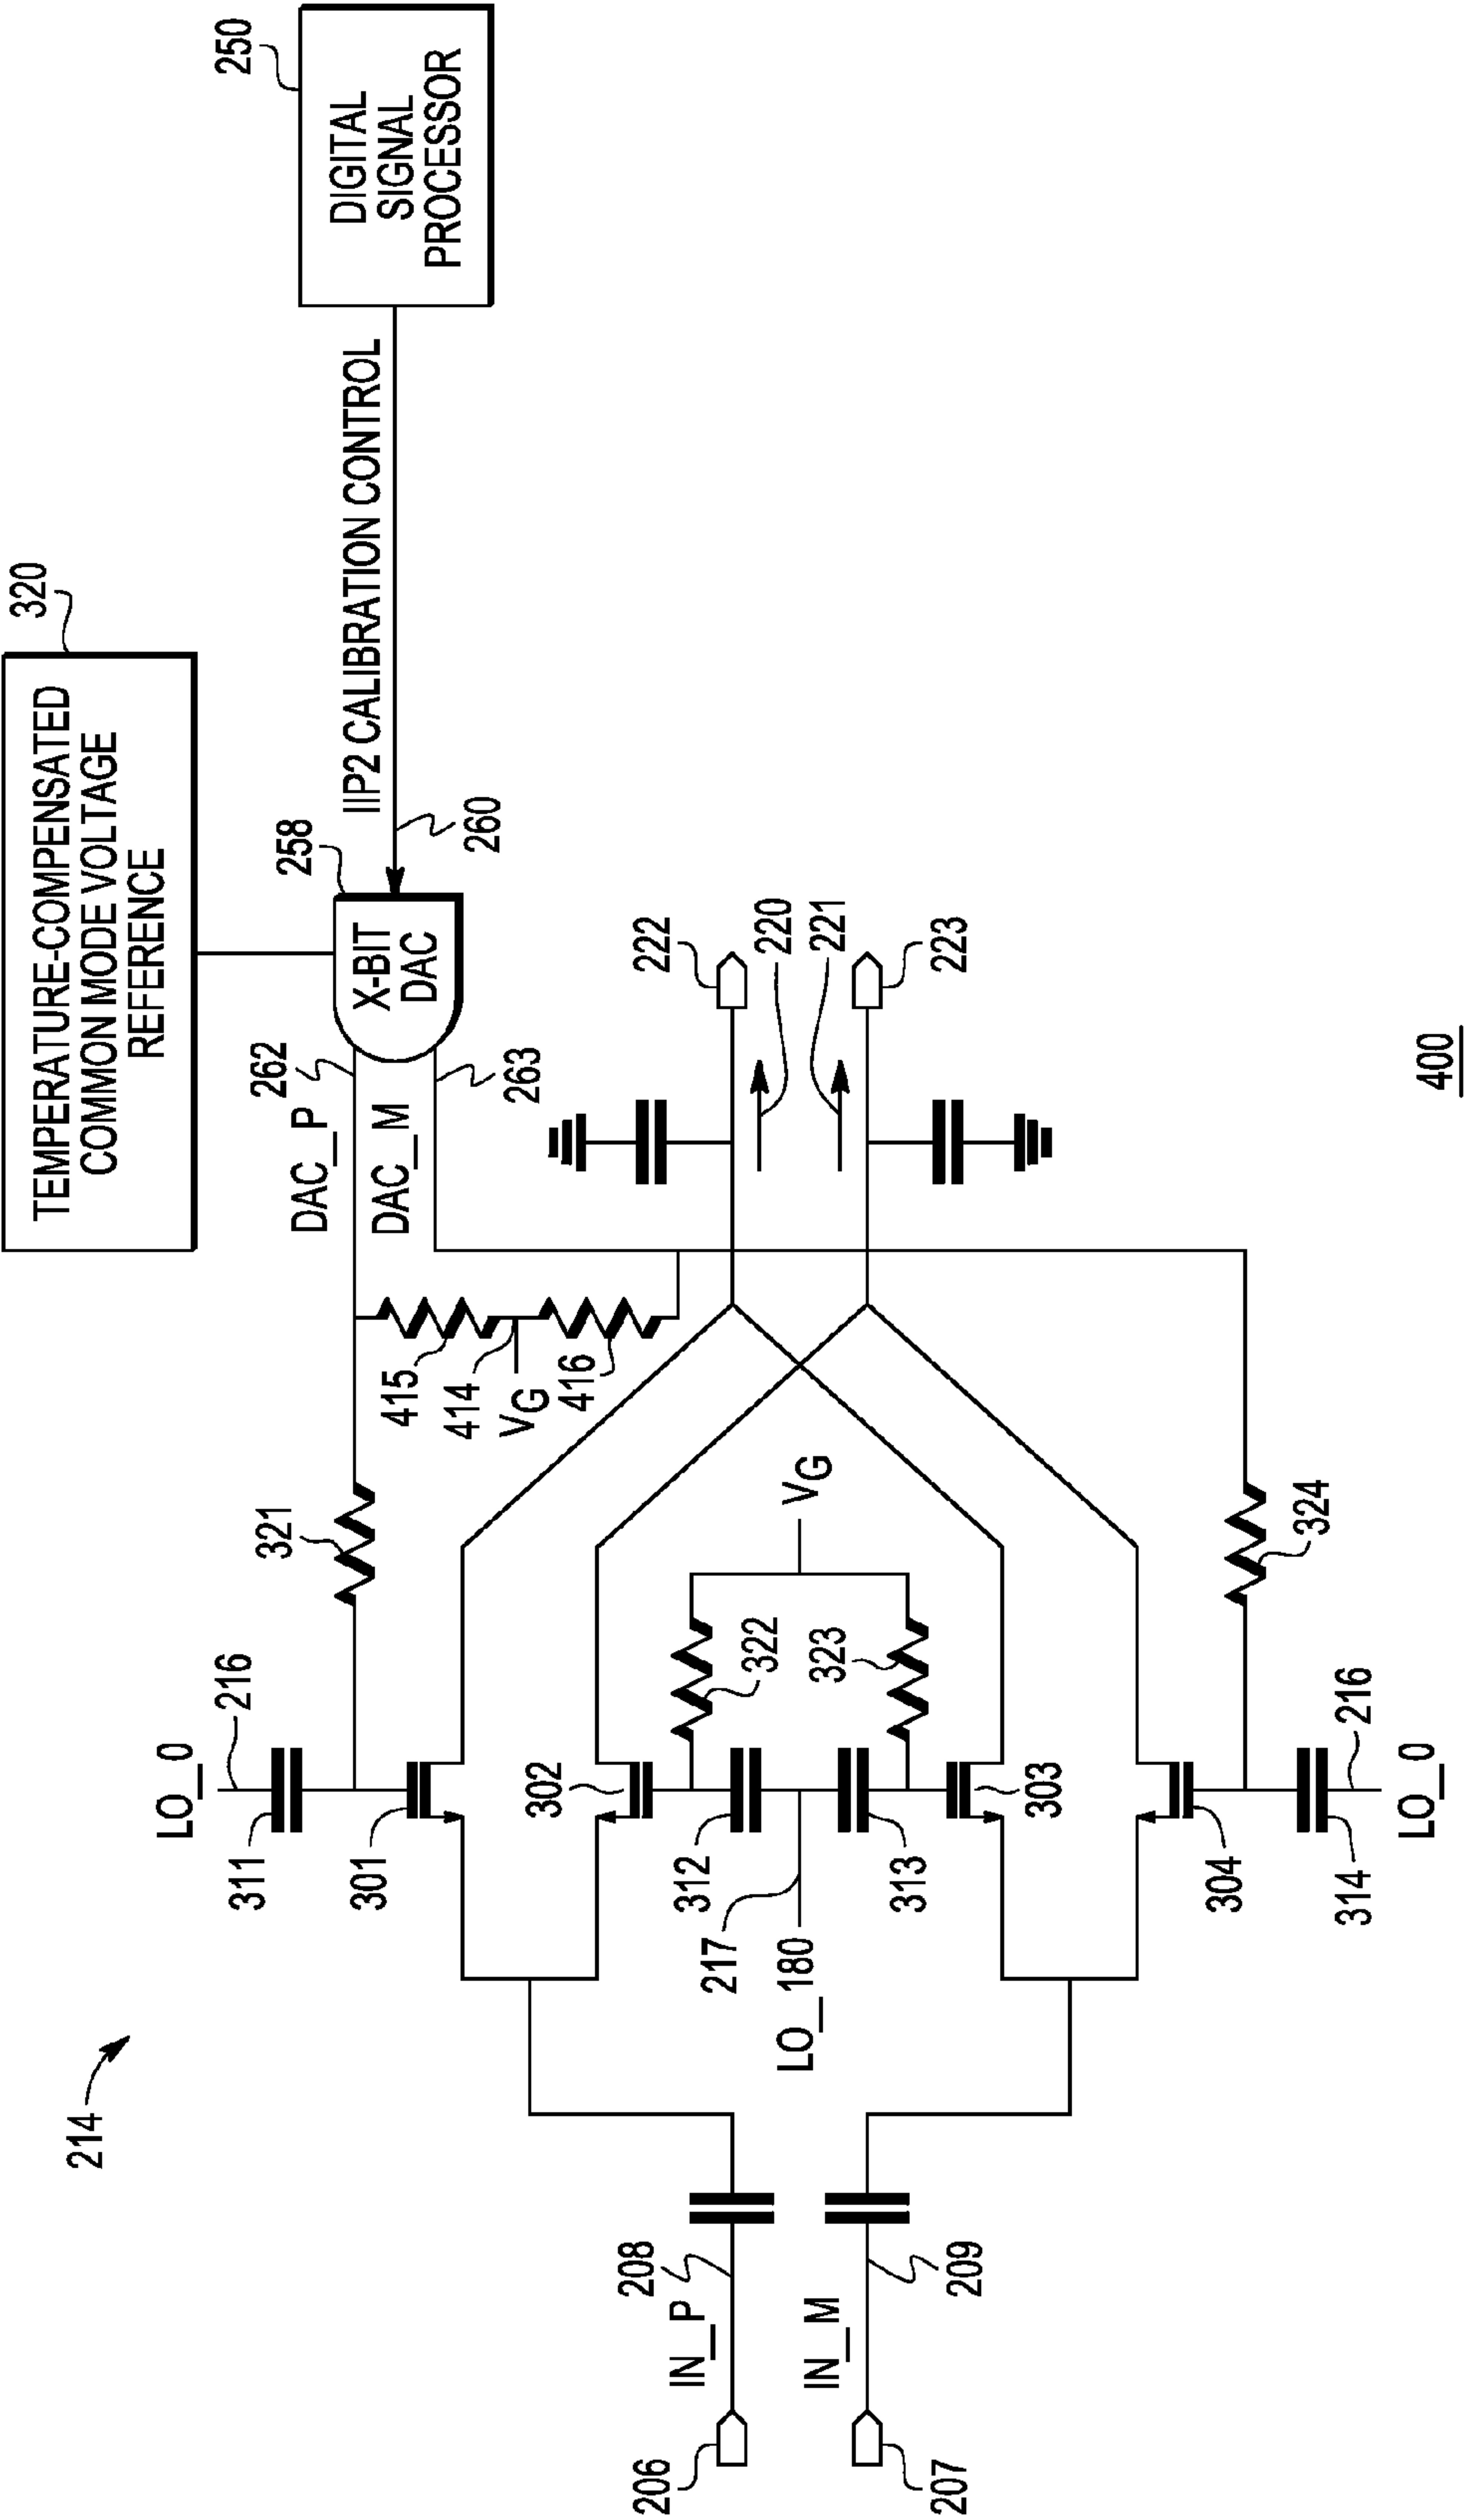 214
TEMPERATURE-COMPENSATED
COMMON MODE VOLTAGE
REFERENCE
320
250
DIGITAL
SIGNAL
PROCESSOR
IIP2 CALIBRATION CONTROL
260
258
X-BIT
DAC
262
DAC_P
DAC_M
263
LO_0
216
311
301
321
415
414
VG
416
222
220
221
223
206
IN_P
208
IN_M
209
207
302
322
312
217
LO_180
VG
323
313
303
304
324
314
216
LO_0
400